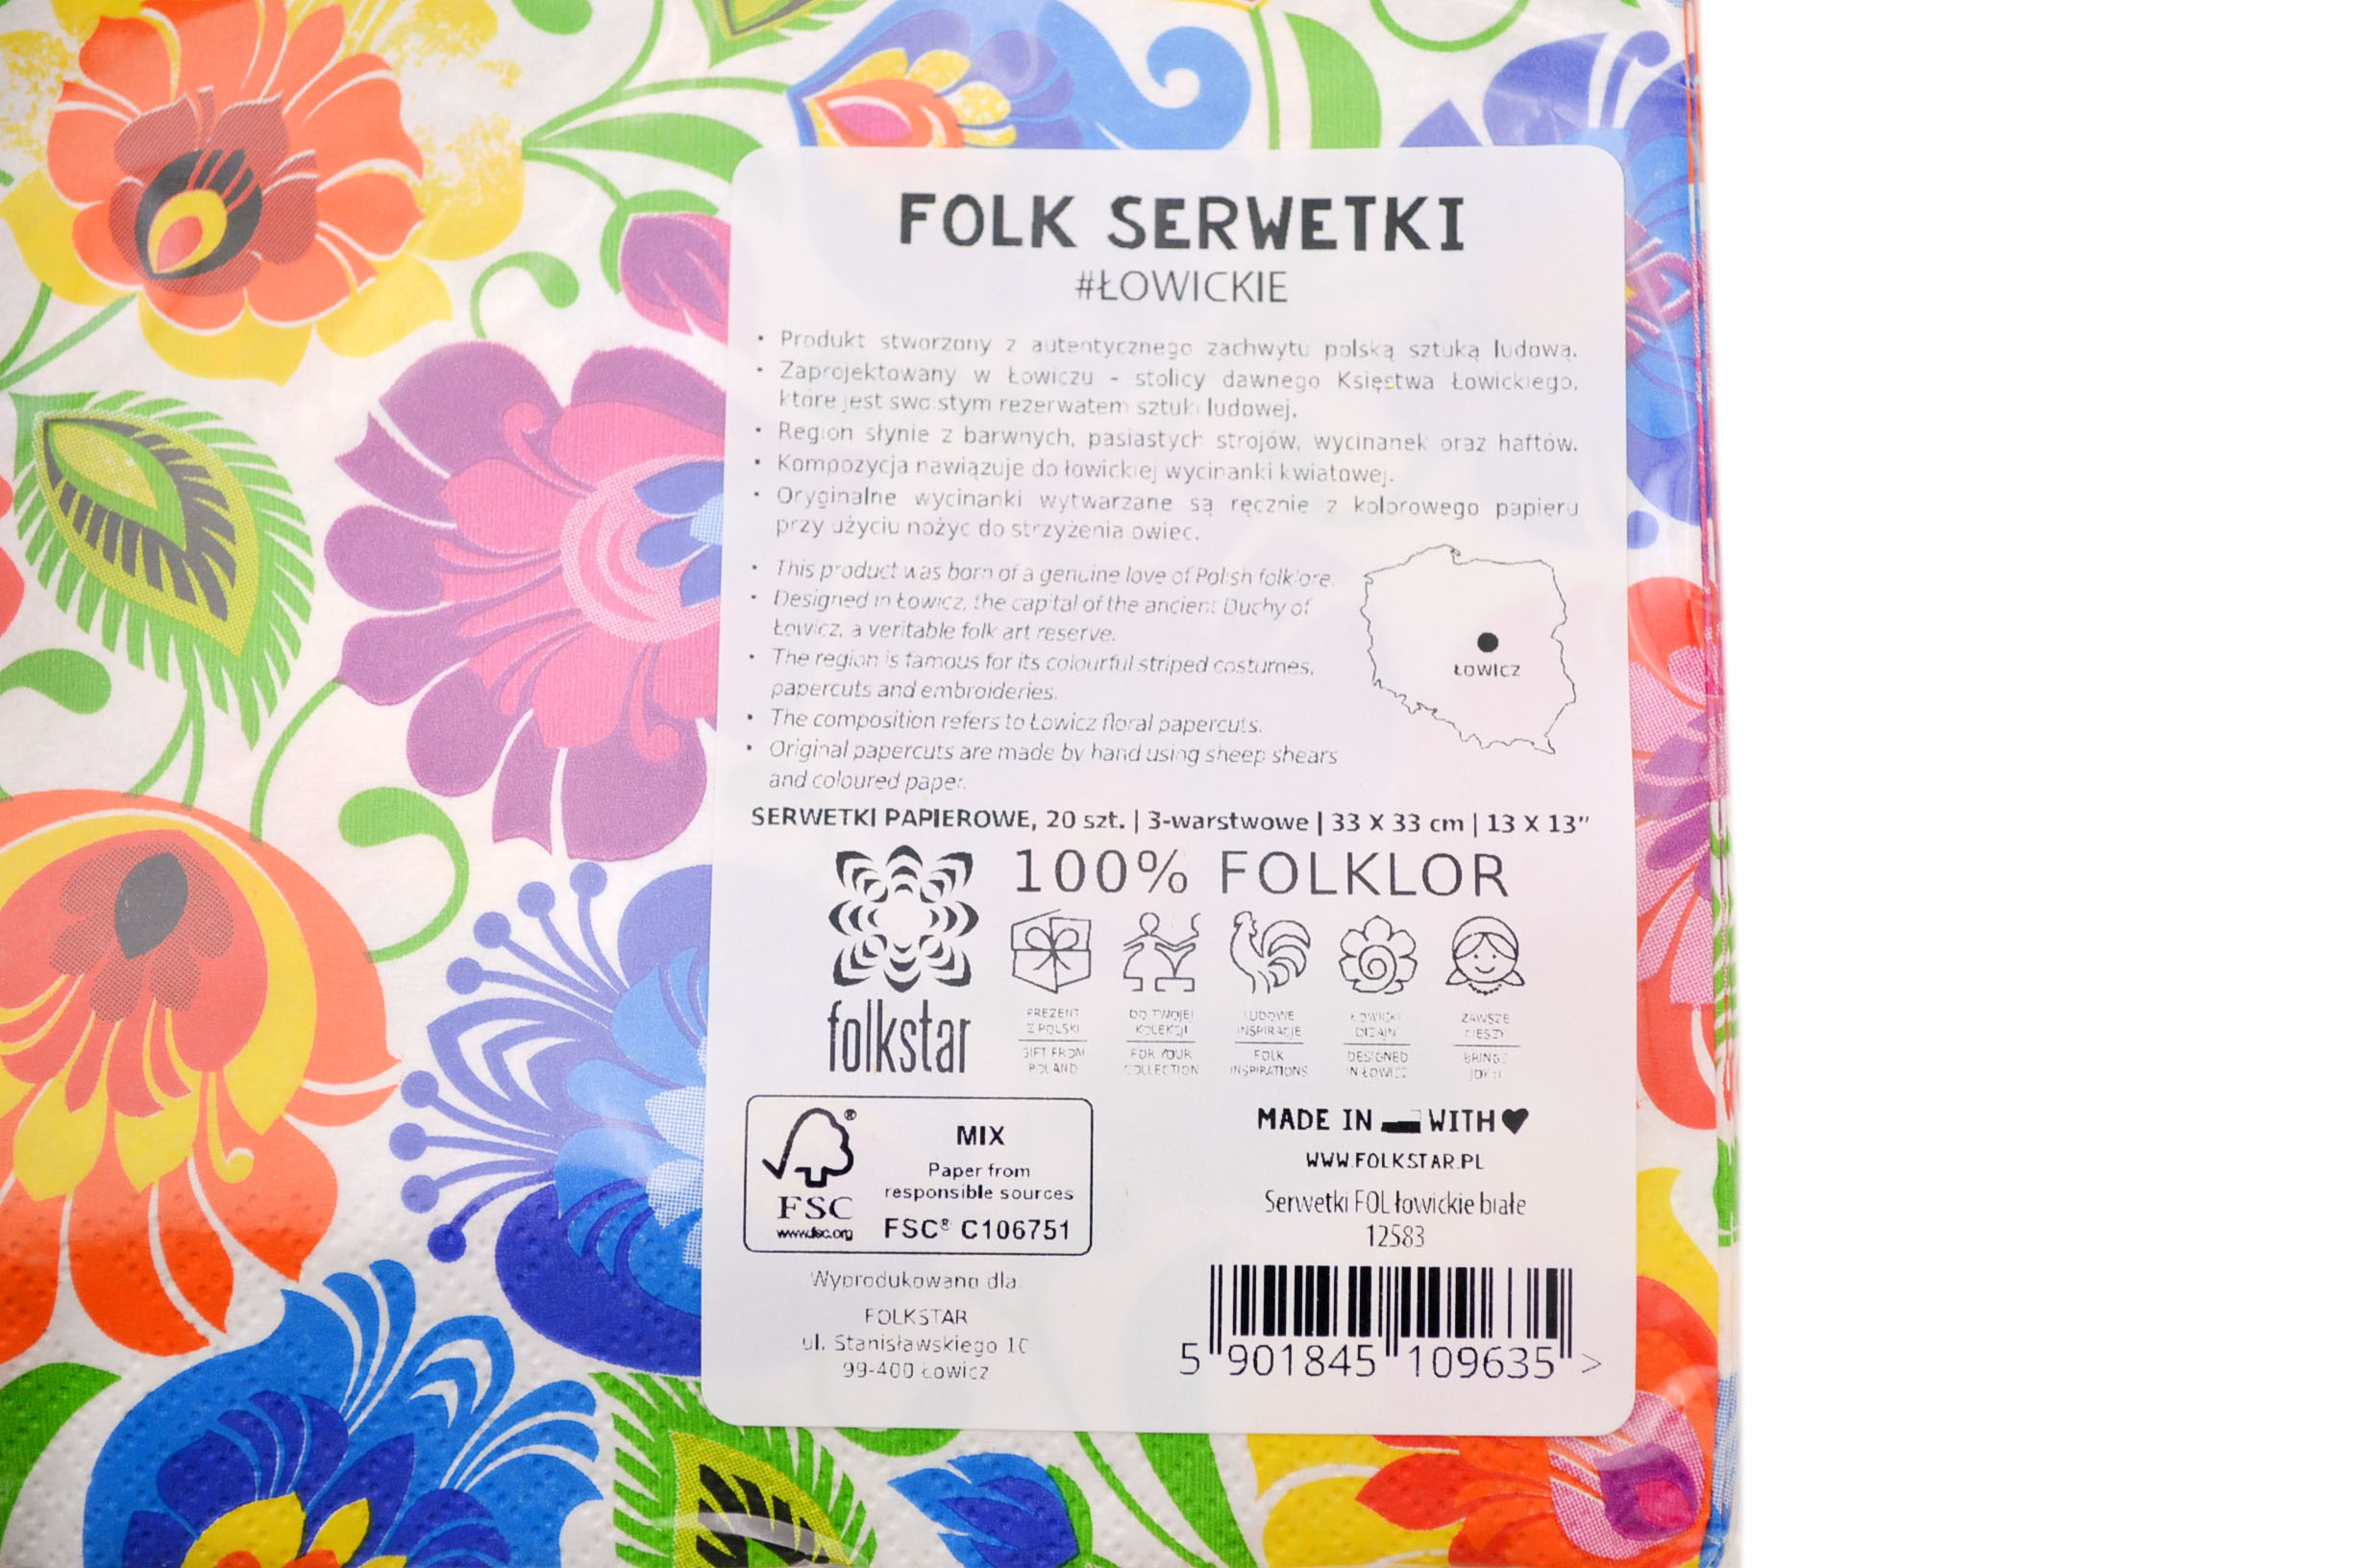 FOLK SERWETKI
#ŁOWICKIE
• Produkt stworzony z autentycznego zachwytu polską sztuką ludową.
• Zaprojektowany w Łowiczu - stolicy dawnego Księstwa Łowickiego,
które jest swoistym rezerwatem sztuki ludowej.
• Region słynie z barwnych, pasiastych strojów, wycinanek oraz haftów.
• Kompozycja nawiązuje do łowickiej wycinanki kwiatowej.
• Oryginalne wycinanki wytwarzane są ręcznie z kolorowego papieru
przy użyciu nożyc do strzyżenia owiec.
• This product was born of a genuine love of Polish folklore.
• Designed in Łowicz, the capital of the ancient Duchy of
Łowicz, a veritable folk art reserve.
• The region is famous for its colourful striped costumes,
papercuts and embroideries.
• The composition refers to Łowicz floral papercuts.
• Original papercuts are made by hand using sheep shears
and coloured paper.
ŁOWICZ
SERWETKI PAPIEROWE, 20 szt. | 3-warstwowe | 33 X 33 cm | 13 X 13”
100% FOLKLOR
folkstar
PREZENT
Z POLSKI
GIFT FROM
POLAND
DO TWOJEJ
KOLEKCJI
FOR YOUR
COLLECTION
LUDOWE
INSPIRACJE
FOLK
INSPIRATIONS
ŁOWICKI
DIZAJN
DESIGNED
IN ŁOWICZ
ZAWSZE
CIESZY
BRINGS
JOY
FSC
www.fsc.org
MIX
Paper from
responsible sources
FSC® C106751
MADE IN WITH
WWW.FOLKSTAR.PL
Serwetki FOL łowickie białe
12583
Wyprodukowano dla:
FOLKSTAR
ul. Stanisławskiego 10
99-400 Łowicz
5 901845 109635 >